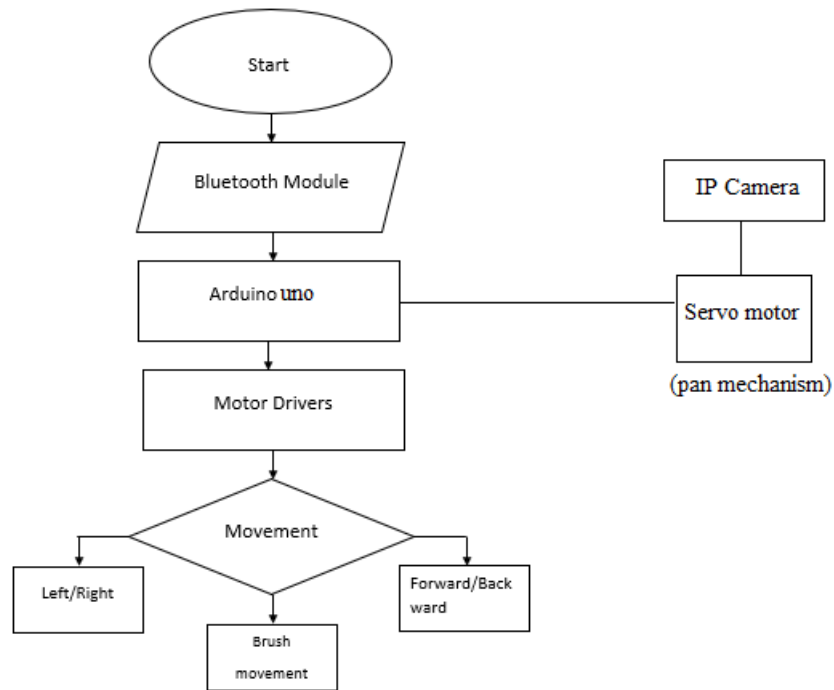 Start
Bluetooth Module
IP Camera
Arduino uno
Servo motor
(pan mechanism)
Motor Drivers
Movement
Left/Right
Forward/Back
ward
Brush
movement